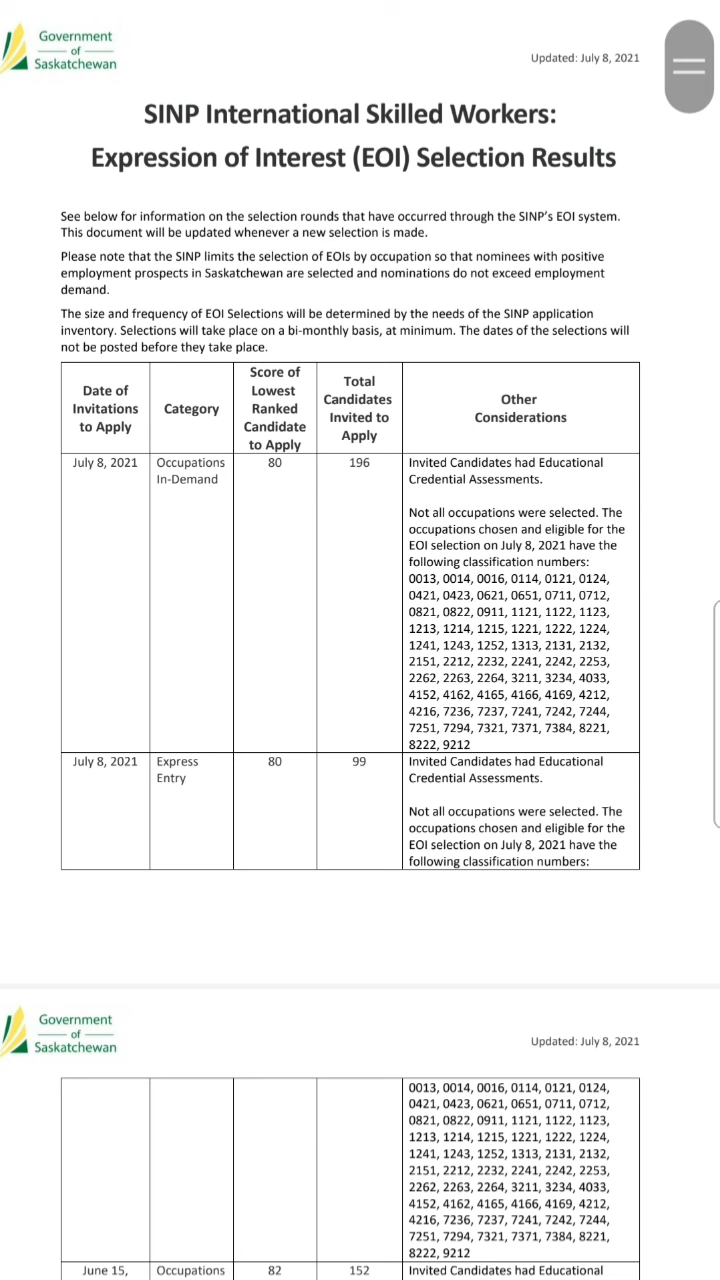 Government
of
Saskatchewan
Updated: July 8, 2021
SINP International Skilled Workers:
Expression of Interest (EOI) Selection Results
See below for information on the selection rounds that have occurred through the SINP's EOI system.
This document will be updated whenever a new selection is made.
Please note that the SINP limits the selection of EOIs by occupation so that nominees with positive
employment prospects in Saskatchewan are selected and nominations do not exceed employment
demand.
The size and frequency of EOI Selections will be determined by the needs of the SINP application
inventory. Selections will take place on a bi-monthly basis, at minimum. The dates of the selections will
not be posted before they take place.
Date of
Invitations
to Apply
Category
Score of
Lowest
Ranked
Candidate
to Apply
Total
Candidates
Invited to
Apply
Other
Considerations
July 8, 2021
Occupations
In-Demand
80
196
Invited Candidates had Educational
Credential Assessments.
Not all occupations were selected. The
occupations chosen and eligible for the
EOI selection on July 8, 2021 have the
following classification numbers:
0013, 0014, 0016, 0114, 0121, 0124,
0421, 0423, 0621, 0651, 0711, 0712,
0821, 0822, 0911, 1121, 1122, 1123,
1213, 1214, 1215, 1221, 1222, 1224,
1241, 1243, 1252, 1313, 2131, 2132,
2151, 2212, 2232, 2241, 2242, 2253,
2262, 2263, 2264, 3211, 3234, 4033,
4152, 4162, 4165, 4166, 4169, 4212,
4216, 7236, 7237, 7241, 7242, 7244,
7251, 7294, 7321, 7371, 7384, 8221,
8222, 9212
July 8, 2021
Express
Entry
80
99
Invited Candidates had Educational
Credential Assessments.
Not all occupations were selected. The
occupations chosen and eligible for the
EOI selection on July 8, 2021 have the
following classification numbers:
Government
of
Saskatchewan
Updated: July 8, 2021
0013, 0014, 0016, 0114, 0121, 0124,
0421, 0423, 0621, 0651, 0711, 0712,
0821, 0822, 0911, 1121, 1122, 1123,
1213, 1214, 1215, 1221, 1222, 1224,
1241, 1243, 1252, 1313, 2131, 2132,
2151, 2212, 2232, 2241, 2242, 2253,
2262, 2263, 2264, 3211, 3234, 4033,
4152, 4162, 4165, 4166, 4169, 4212,
4216, 7236, 7237, 7241, 7242, 7244,
7251, 7294, 7321, 7371, 7384, 8221,
8222, 9212
June 15,
Occupations
82
152
Invited Candidates had Educational